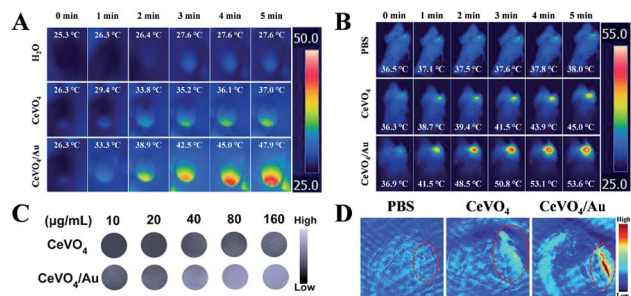 A
0 min 1 min 2 min 3 min 4 min 5 min
50.0
H₂O
25.3 °C 26.3 °C 26.4 °C 27.6 °C 27.6 °C 27.6 °C
CeVO₄
26.3 °C 29.4 °C 33.8 °C 35.2 °C 36.1 °C 37.0 °C
CeVO₄/Au
26.3 °C 33.3 °C 38.9 °C 42.5 °C 45.0 °C 47.9 °C
25.0
B
0 min 1 min 2 min 3 min 4 min 5 min
55.0
PBS
36.5 °C 37.1 °C 37.5 °C 37.6 °C 37.8 °C 38.0 °C
CeVO₄
36.3 °C 38.7 °C 39.4 °C 41.5 °C 43.9 °C 45.0 °C
CeVO₄/Au
36.9 °C 41.5 °C 48.5 °C 50.8 °C 53.1 °C 53.6 °C
25.0
C
(μg/mL) 10 20 40 80 160
High
CeVO₄
CeVO₄/Au
Low
D
PBS CeVO₄ CeVO₄/Au
High
Low